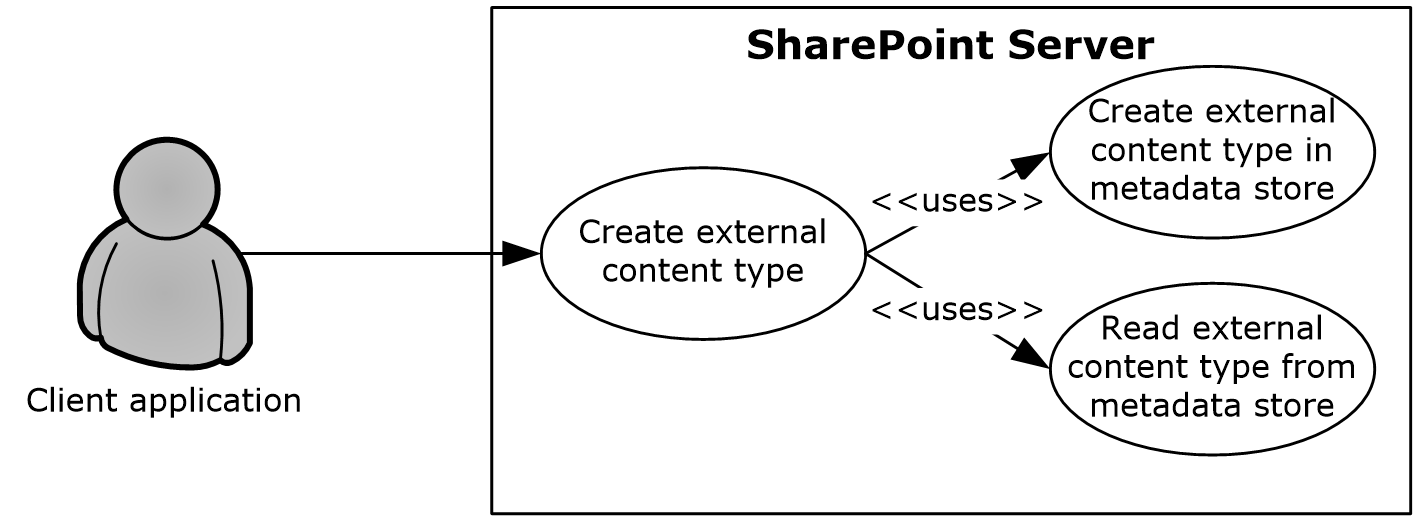 SharePoint Server
Create external
content type in
metadata store
<<uses>>
Create external
content type
<<uses>>
Read external
content type from
metadata store
Client application